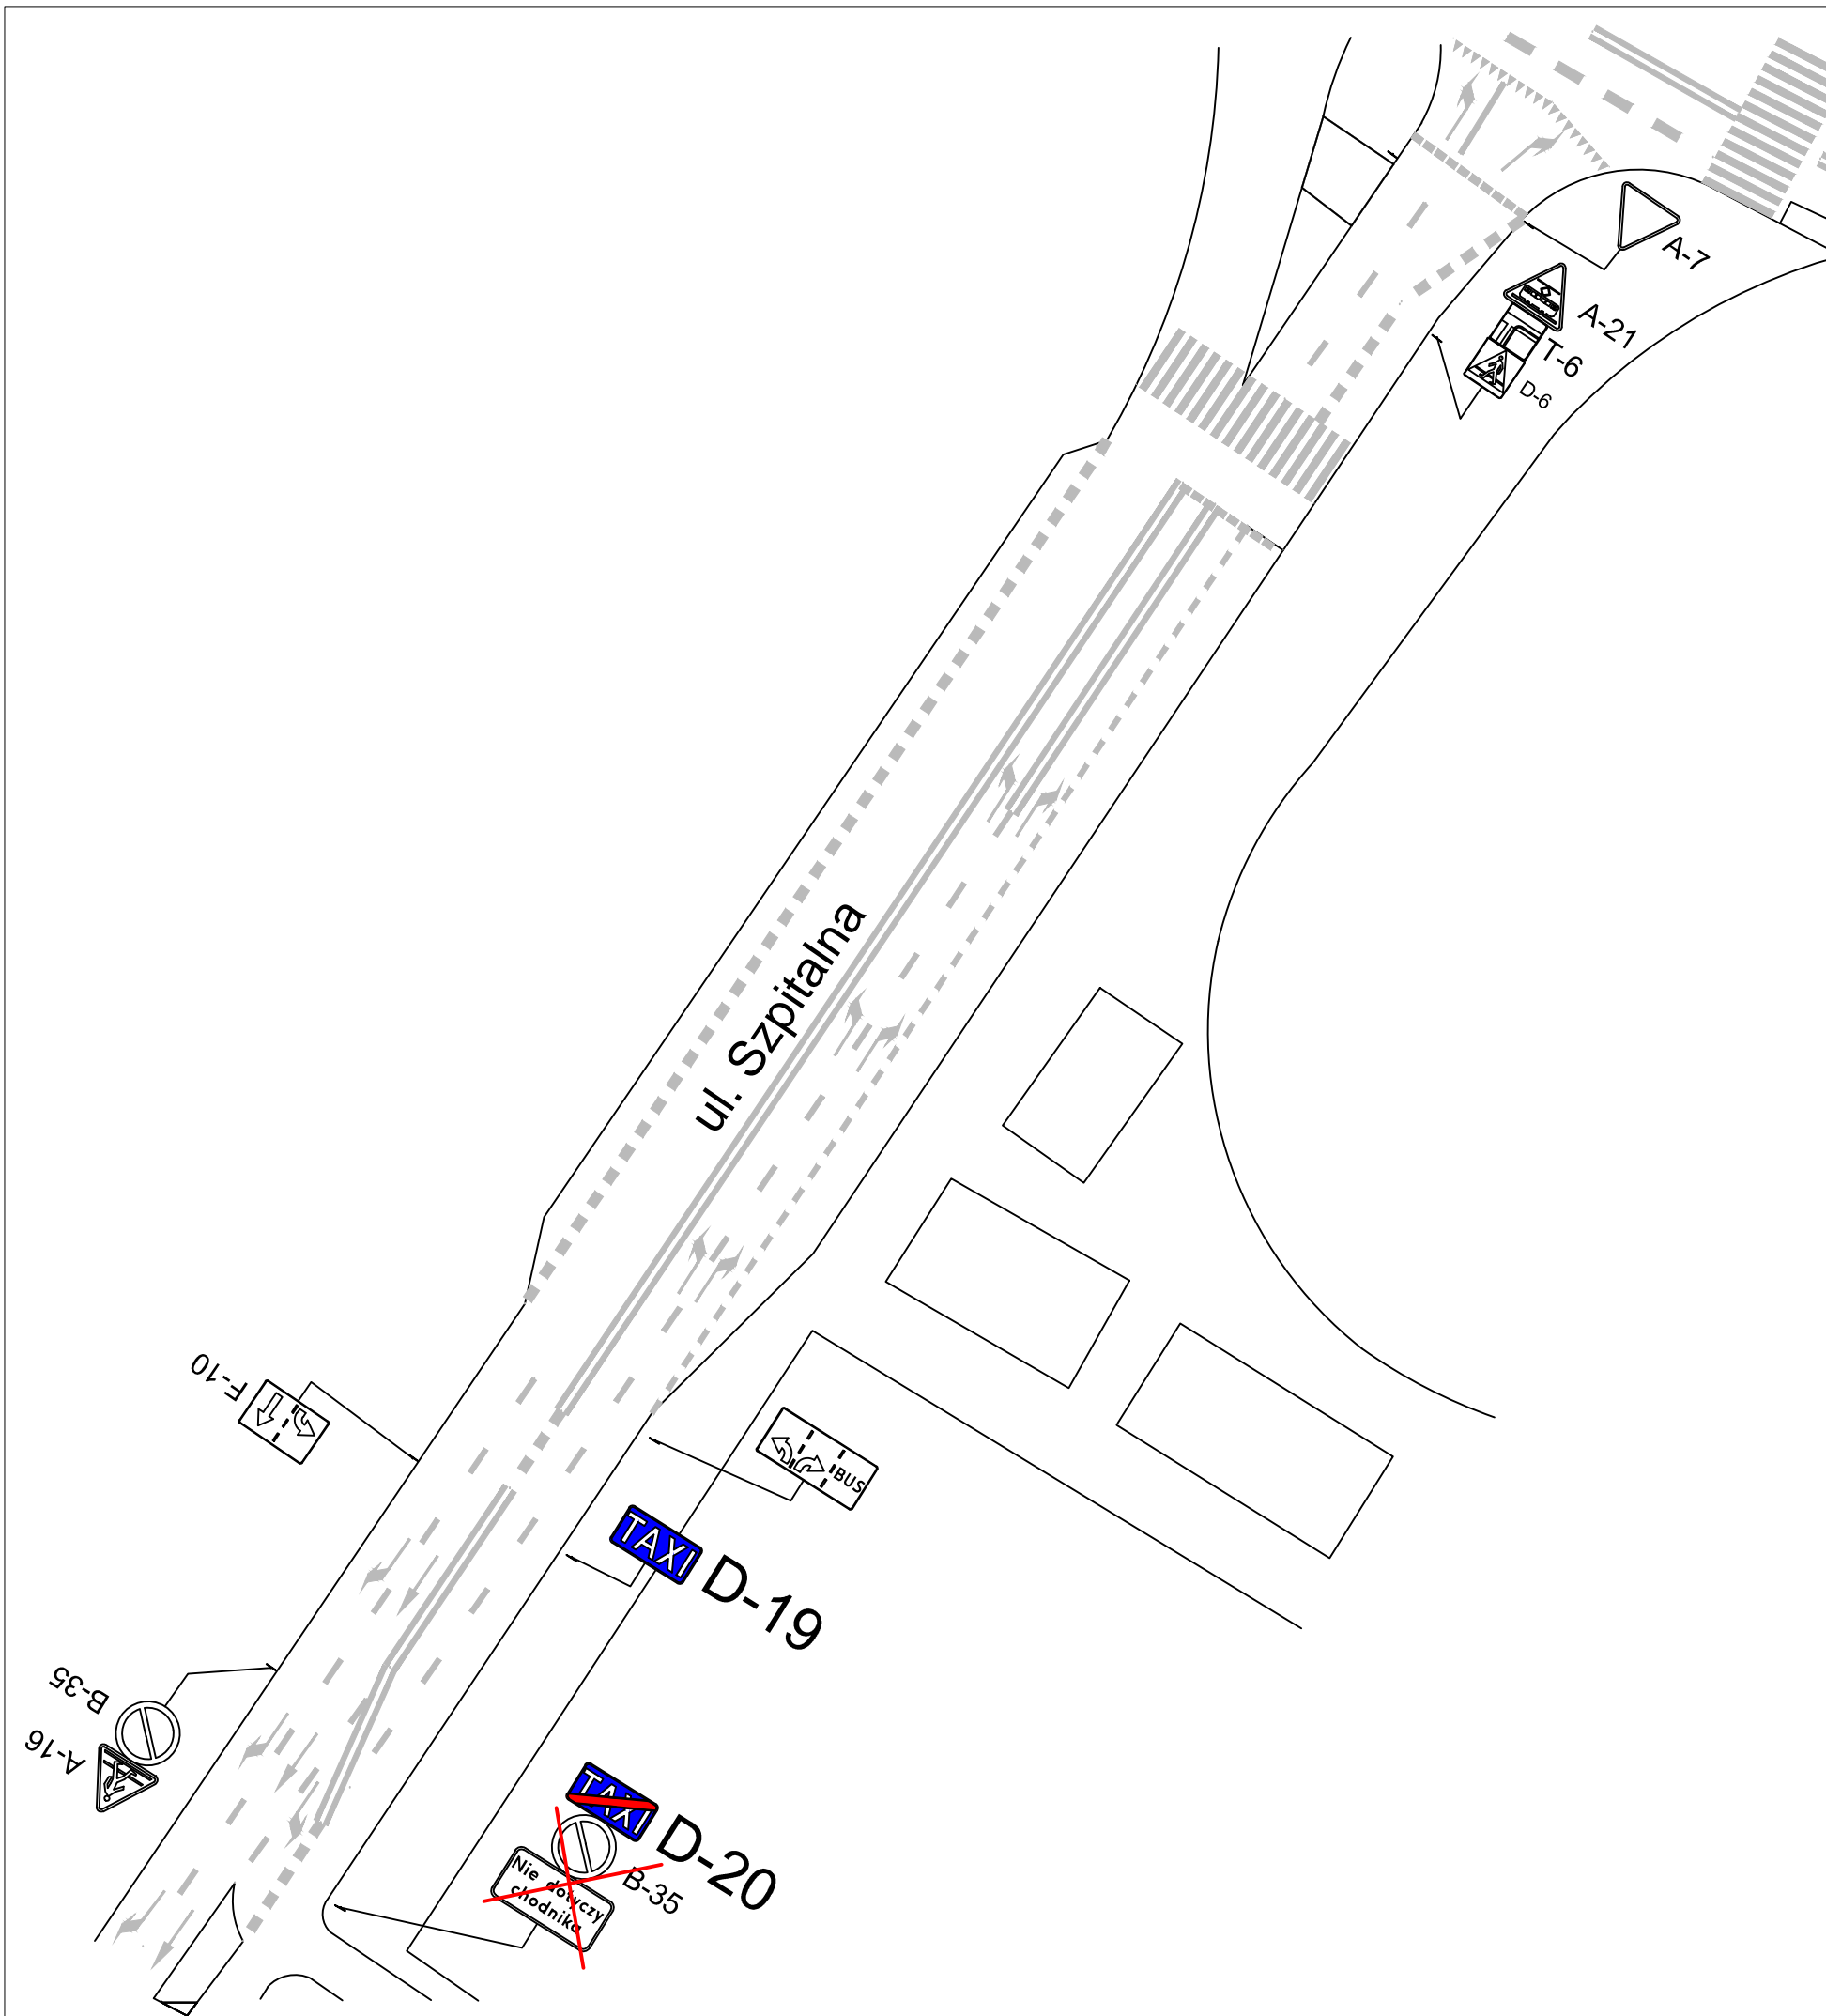 A-7
A-21
T-6
D-6
ul. Szpitalna
F-10
BUS
TAXI
D-19
B-35
A-16
TAXI
D-20
B-35
Nie dotyczy
chodnika